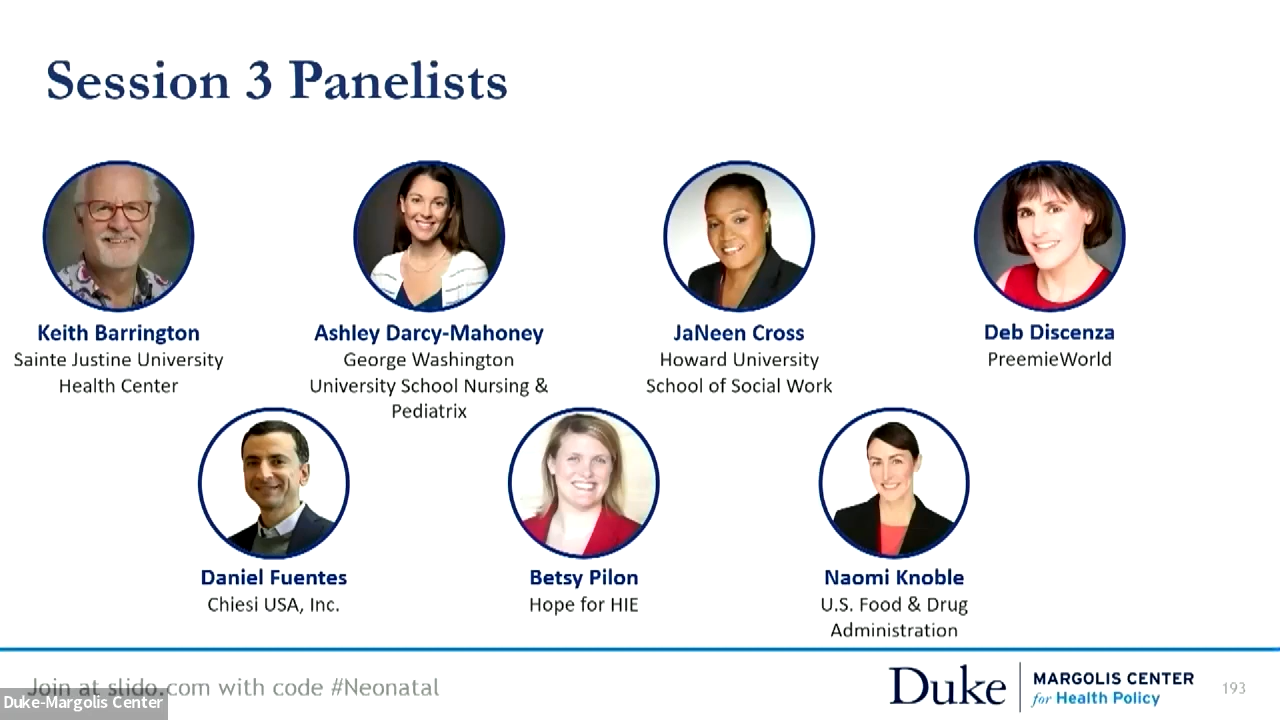 Session 3 Panelists
Keith Barrington
Sainte Justine University
Health Center
Ashley Darcy-Mahoney
George Washington
University School Nursing &
Pediatrix
JaNeen Cross
Howard University
School of Social Work
Deb Discenza
PreemieWorld
Daniel Fuentes
Chiesi USA, Inc.
Betsy Pilon
Hope for HIE
Naomi Knoble
U.S. Food & Drug
Administration
Join at slido.com with code #Neonatal
Duke-Margolis Center
Duke
MARGOLIS CENTER
for Health Policy
193